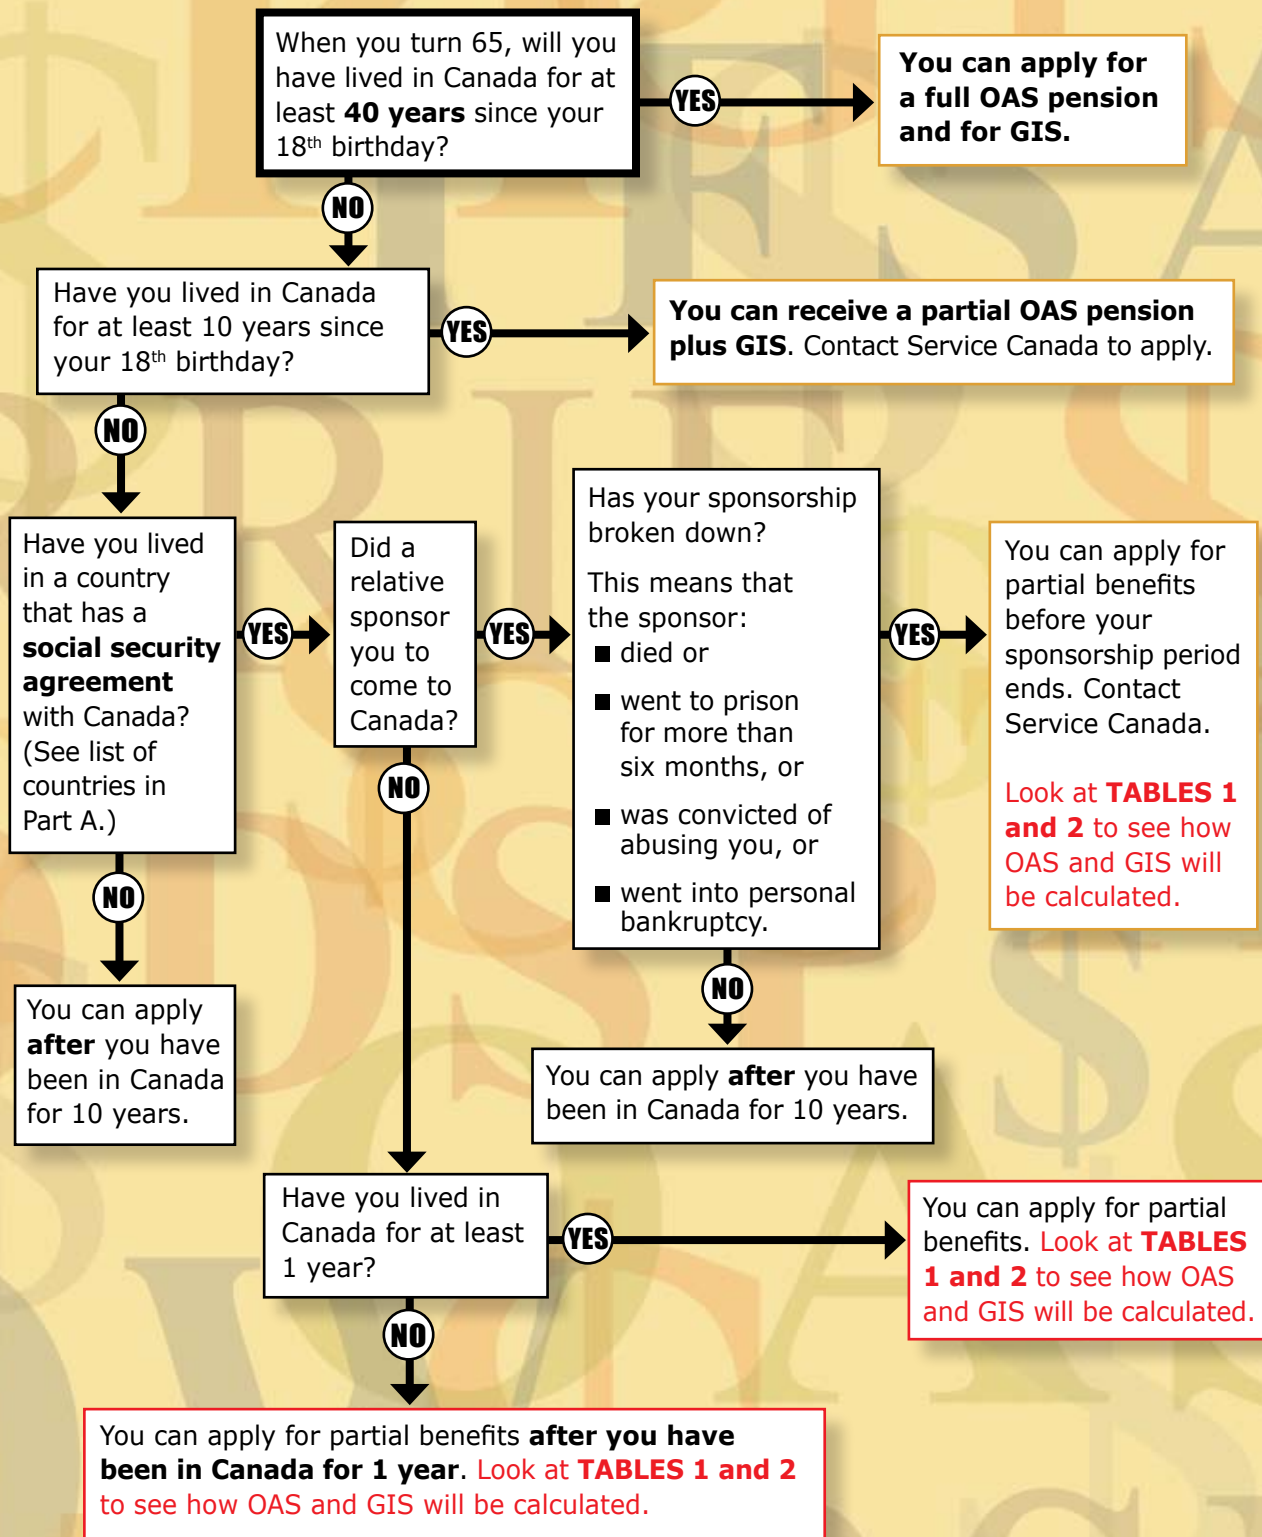 When you turn 65, will you
have lived in Canada for at
least 40 years since your
18th birthday?
YES
You can apply for
a full OAS pension
and for GIS.
NO
Have you lived in Canada
for at least 10 years since
your 18th birthday?
YES
You can receive a partial OAS pension
plus GIS. Contact Service Canada to apply.
NO
Have you lived
in a country
that has a
social security
agreement
with Canada?
(See list of
countries in
Part A.)
YES
Did a
relative
sponsor
you to
come to
Canada?
YES
Has your sponsorship
broken down?
This means that
the sponsor:
■ died or
■ went to prison
for more than
six months, or
■ was convicted of
abusing you, or
■ went into personal
bankruptcy.
YES
You can apply for
partial benefits
before your
sponsorship period
ends. Contact
Service Canada.
Look at TABLES 1
and 2 to see how
OAS and GIS will
be calculated.
NO
You can apply
after you have
been in Canada
for 10 years.
NO
NO
You can apply after you have
been in Canada for 10 years.
Have you lived in
Canada for at least
1 year?
YES
You can apply for partial
benefits. Look at TABLES
1 and 2 to see how OAS
and GIS will be calculated.
NO
You can apply for partial benefits after you have
been in Canada for 1 year. Look at TABLES 1 and 2
to see how OAS and GIS will be calculated.